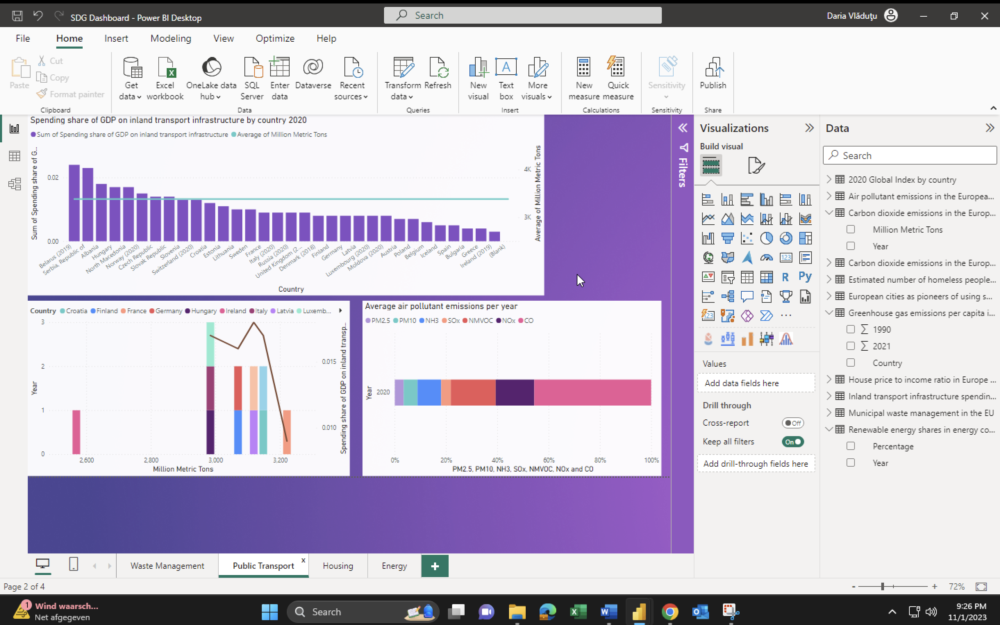 SDG Dashboard - Power BI Desktop
Search
Daria Vlăduţu
File Home Insert Modeling View Optimize Help
Paste
Cut
Copy
Format painter
Clipboard
Get data
Excel workbook
OneLake data hub
SQL Server
Enter data
Dataverse
Recent sources
Data
Transform data
Refresh
Queries
New visual
Text box
More visuals
Insert
New measure
Quick measure
Calculations
Sensitivity
Sensitivity
Publish
Share
Spending share of GDP on inland transport infrastructure by country 2020
Sum of Spending share of GDP on inland transport infrastructure Average of Million Metric Tons
Sum of Spending share of G...
0.02
0.00
4K
3K
Average of Million Metric Tons
Belarus (2019)
Serbia, Republic of
Albania
Hungary
North Macedonia
Norway (2020)
Czech Republic
Slovak Republic
Slovenia
Switzerland (2020)
Croatia
Estonia
Lithuania
Sweden
France
Italy (2020)
Russia (2020)
United Kingdom (2...
Denmark (2018)
Finland
Germany
Latvia
Luxembourg (2020)
Moldova (2020)
Austria
Poland
Belgium
Iceland
Spain
Bulgaria
Greece
Ireland (2019)
(Blank)
Country
Country Croatia Finland France Germany Hungary Ireland Italy Latvia Luxemb...
Year
3
2
1
0
0.015
0.010
Spending share of GDP on inland transp...
2,600 2,800 3,000 3,200
Million Metric Tons
Average air pollutant emissions per year
PM2.5 PM10 NH3 SOx NMVOC NOx CO
Year
2020
0% 20% 40% 60% 80% 100%
PM2.5, PM10, NH3, SOx, NMVOC, NOx and CO
Filters
Visualizations
Build visual
123
R
Py
123
...
Values
Add data fields here
Drill through
Cross-report
Off
Keep all filters
On
Add drill-through fields here
Data
Search
2020 Global Index by country
Air pollutant emissions in the Europea...
Carbon dioxide emissions in the Europ...
Million Metric Tons
Year
Carbon dioxide emissions in the Europ...
Estimated number of homeless people...
European cities as pioneers of using s...
Greenhouse gas emissions per capita i...
∑ 1990
∑ 2021
Country
House price to income ratio in Europe ...
Inland transport infrastructure spendin...
Municipal waste management in the EU
Renewable energy shares in energy co...
Percentage
Year
Waste Management Public Transport x Housing Energy +
Page 2 of 4
- + 72%
1
Wind waarsch...
Net afgegeven
Search
9:26 PM
11/1/2023